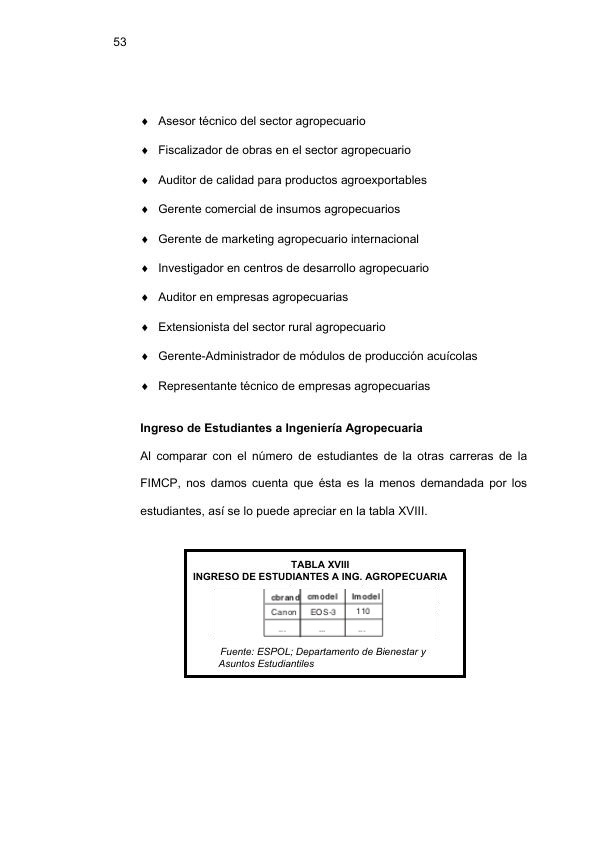 53
♦ Asesor técnico del sector agropecuario
♦ Fiscalizador de obras en el sector agropecuario
♦ Auditor de calidad para productos agroexportables
♦ Gerente comercial de insumos agropecuarios
♦ Gerente de marketing agropecuario internacional
♦ Investigador en centros de desarrollo agropecuario
♦ Auditor en empresas agropecuarias
♦ Extensionista del sector rural agropecuario
♦ Gerente-Administrador de módulos de producción acuícolas
♦ Representante técnico de empresas agropecuarias
Ingreso de Estudiantes a Ingeniería Agropecuaria
Al comparar con el número de estudiantes de la otras carreras de la
FIMCP, nos damos cuenta que ésta es la menos demandada por los
estudiantes, así se lo puede apreciar en la tabla XVIII.
TABLA XVIII
INGRESO DE ESTUDIANTES A ING. AGROPECUARIA
cbrand cmodel lmodel
Canon EOS-3 110
... ... ...
Fuente: ESPOL; Departamento de Bienestar y
Asuntos Estudiantiles